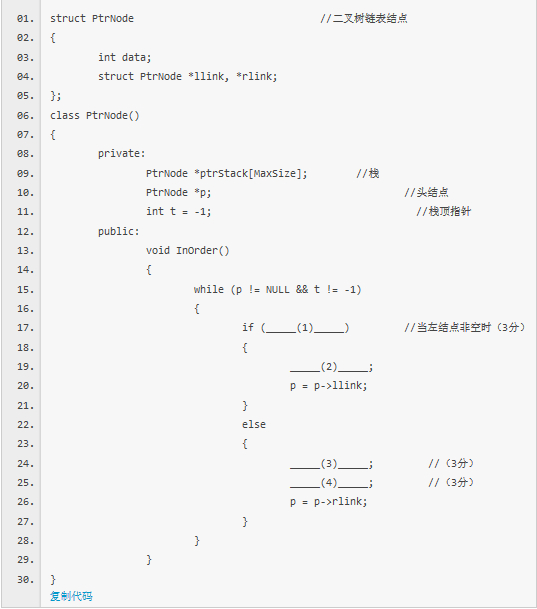 01. struct PtrNode //二叉树链表结点
02. {
03. int data;
04. struct PtrNode *llink, *rlink;
05. };
06. class PtrNode()
07. {
08. private:
09. PtrNode *ptrStack[MaxSize]; //栈
10. PtrNode *p; //头结点
11. int t = -1; //栈顶指针
12. public:
13. void InOrder()
14. {
15. while (p != NULL && t != -1)
16. {
17. if (_____(1)_____) //当左结点非空时（3分）
18. {
19. _____(2)_____;
20. p = p->llink;
21. }
22. else
23. {
24. _____(3)_____; //（3分）
25. _____(4)_____; //（3分）
26. p = p->rlink;
27. }
28. }
29. }
30. }
复制代码